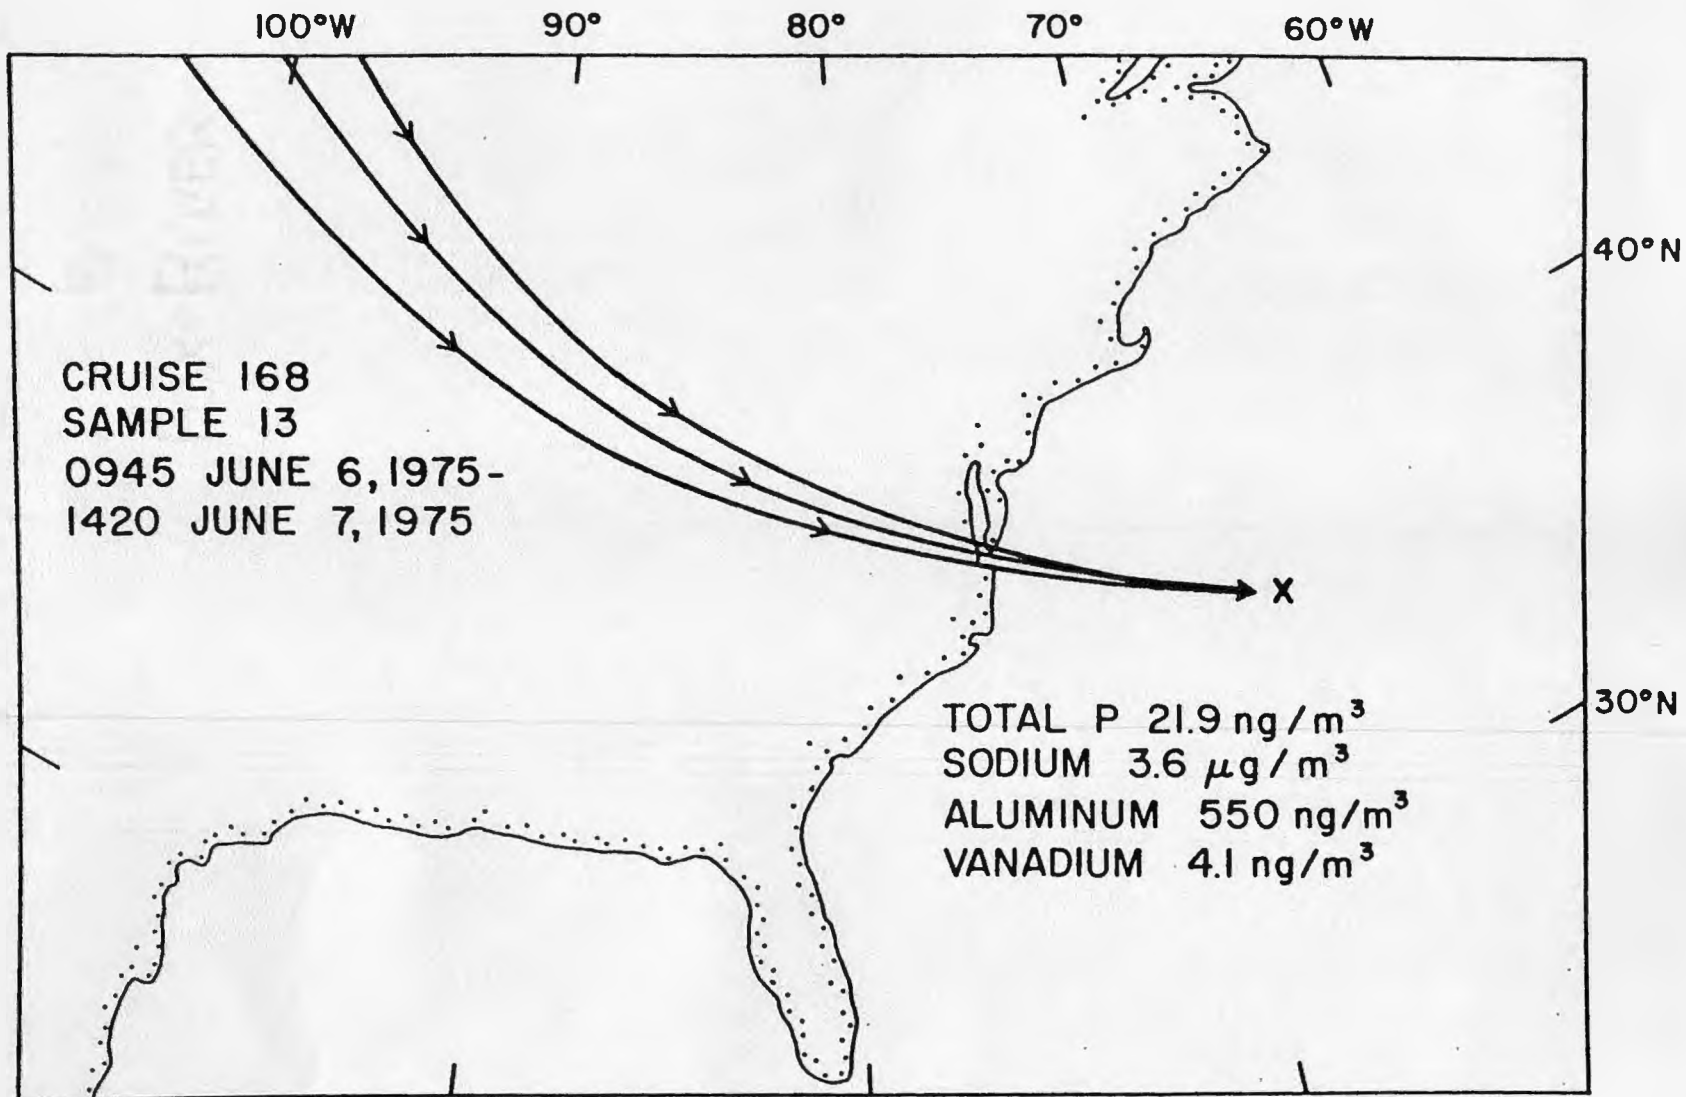 100°W 90° 80° 70° 60°W
40°N
CRUISE 168
SAMPLE 13
0945 JUNE 6, 1975-
1420 JUNE 7, 1975
X
30°N
TOTAL P 21.9 ng/m³
SODIUM 3.6 μg/m³
ALUMINUM 550 ng/m³
VANADIUM 4.1 ng/m³